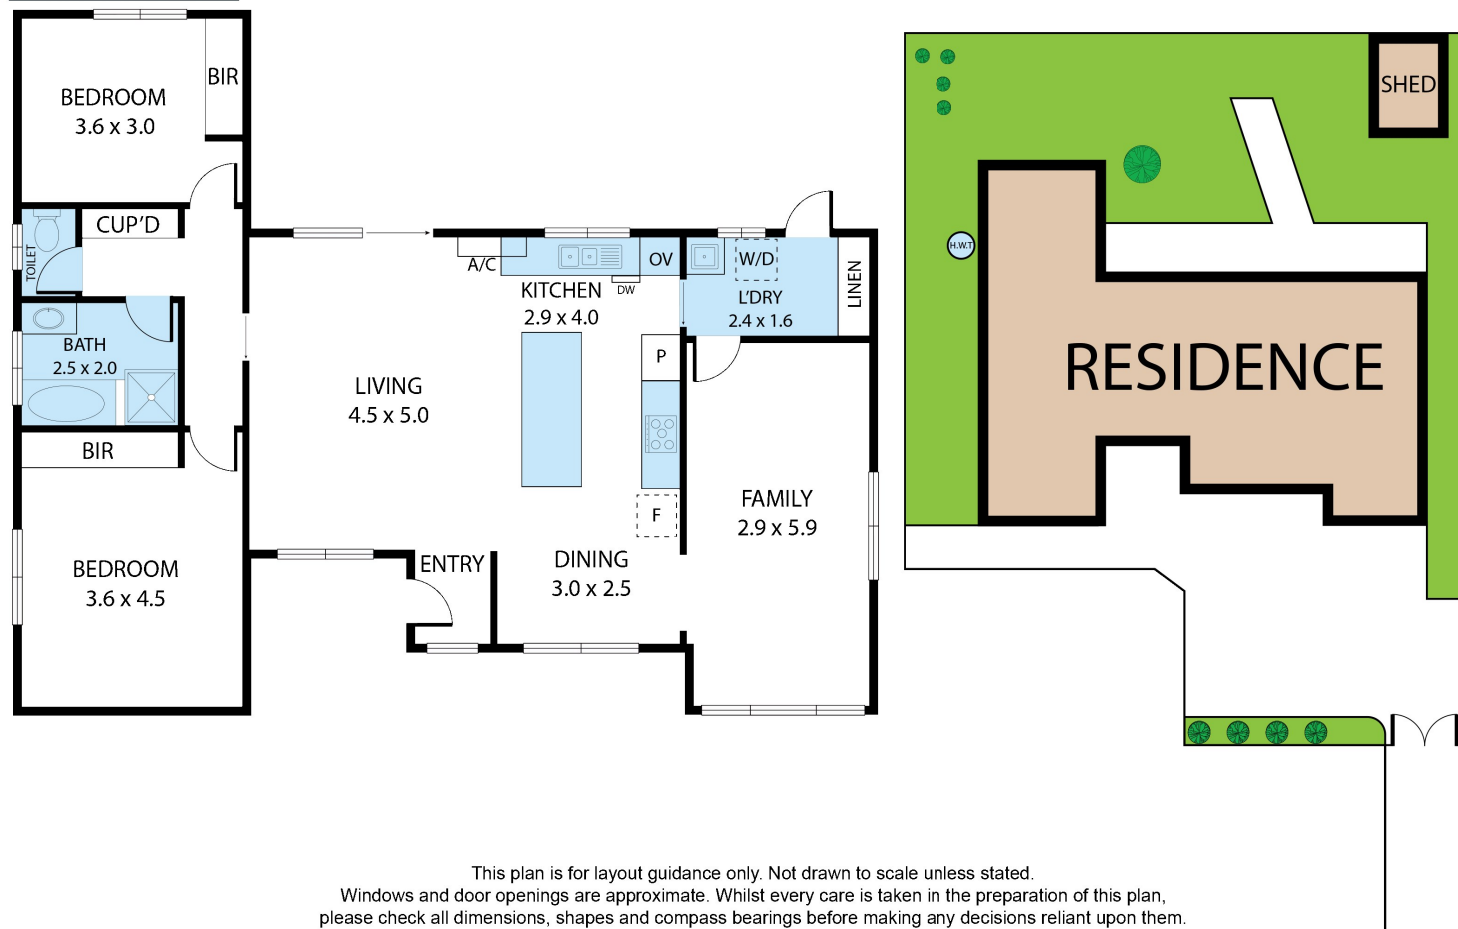 BEDROOM
3.6 x 3.0
BIR
TOILET
CUP'D
BATH
2.5 x 2.0
BIR
BEDROOM
3.6 x 4.5
LIVING
4.5 x 5.0
A/C
KITCHEN
2.9 x 4.0
DW
OV
P
F
ENTRY
DINING
3.0 x 2.5
W/D
L'DRY
2.4 x 1.6
LINEN
FAMILY
2.9 x 5.9
SHED
H.W.T
RESIDENCE
This plan is for layout guidance only. Not drawn to scale unless stated.
Windows and door openings are approximate. Whilst every care is taken in the preparation of this plan,
please check all dimensions, shapes and compass bearings before making any decisions reliant upon them.